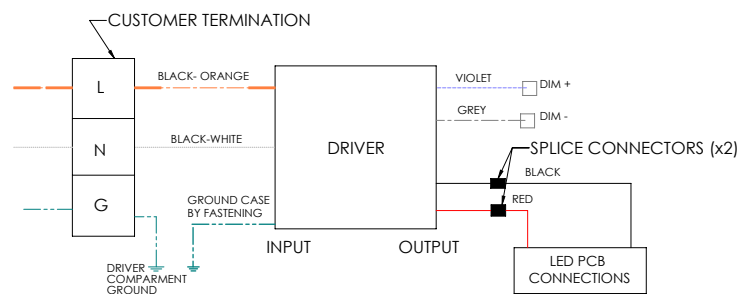 CUSTOMER TERMINATION
L
BLACK- ORANGE
VIOLET
DIM +
GREY
DIM -
N
BLACK-WHITE
DRIVER
SPLICE CONNECTORS (x2)
BLACK
G
GROUND CASE
BY FASTENING
RED
INPUT
OUTPUT
DRIVER
COMPARMENT
GROUND
LED PCB
CONNECTIONS